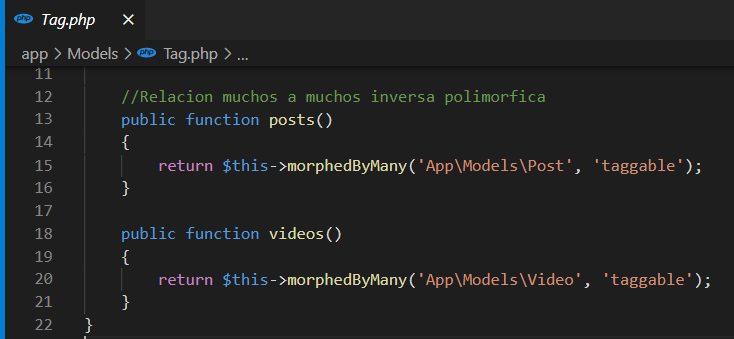 php Tag.php ×
app > Models > php Tag.php > ...
11
12 //Relacion muchos a muchos inversa polimorfica
13 public function posts()
14 {
15 return $this->morphedByMany('App\Models\Post', 'taggable');
16 }
17
18 public function videos()
19 {
20 return $this->morphedByMany('App\Models\Video', 'taggable');
21 }
22 }